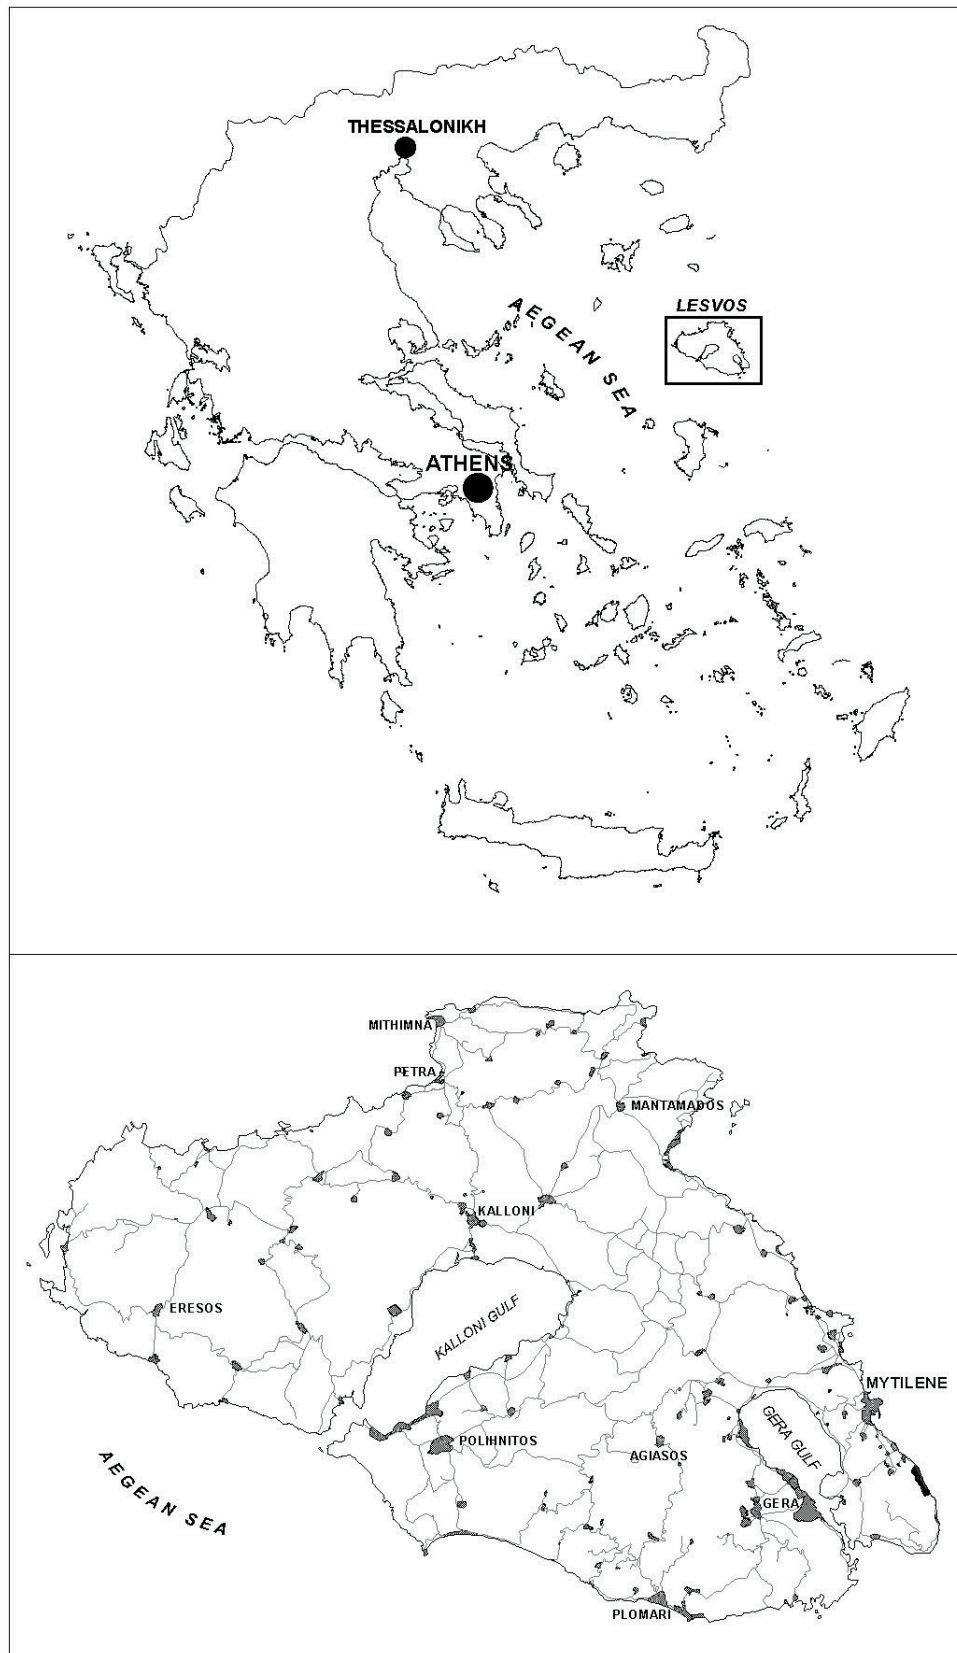 THESSALONIKH
LESVOS
AEGEAN SEA
ATHENS
MITHIMNA
PETRA
MANTAMADOS
KALLONI
ERESOS
KALLONI GULF
MYTILENE
GERA GULF
POLIHNITOS
AGIASOS
AEGEAN SEA
GERA
PLOMARI